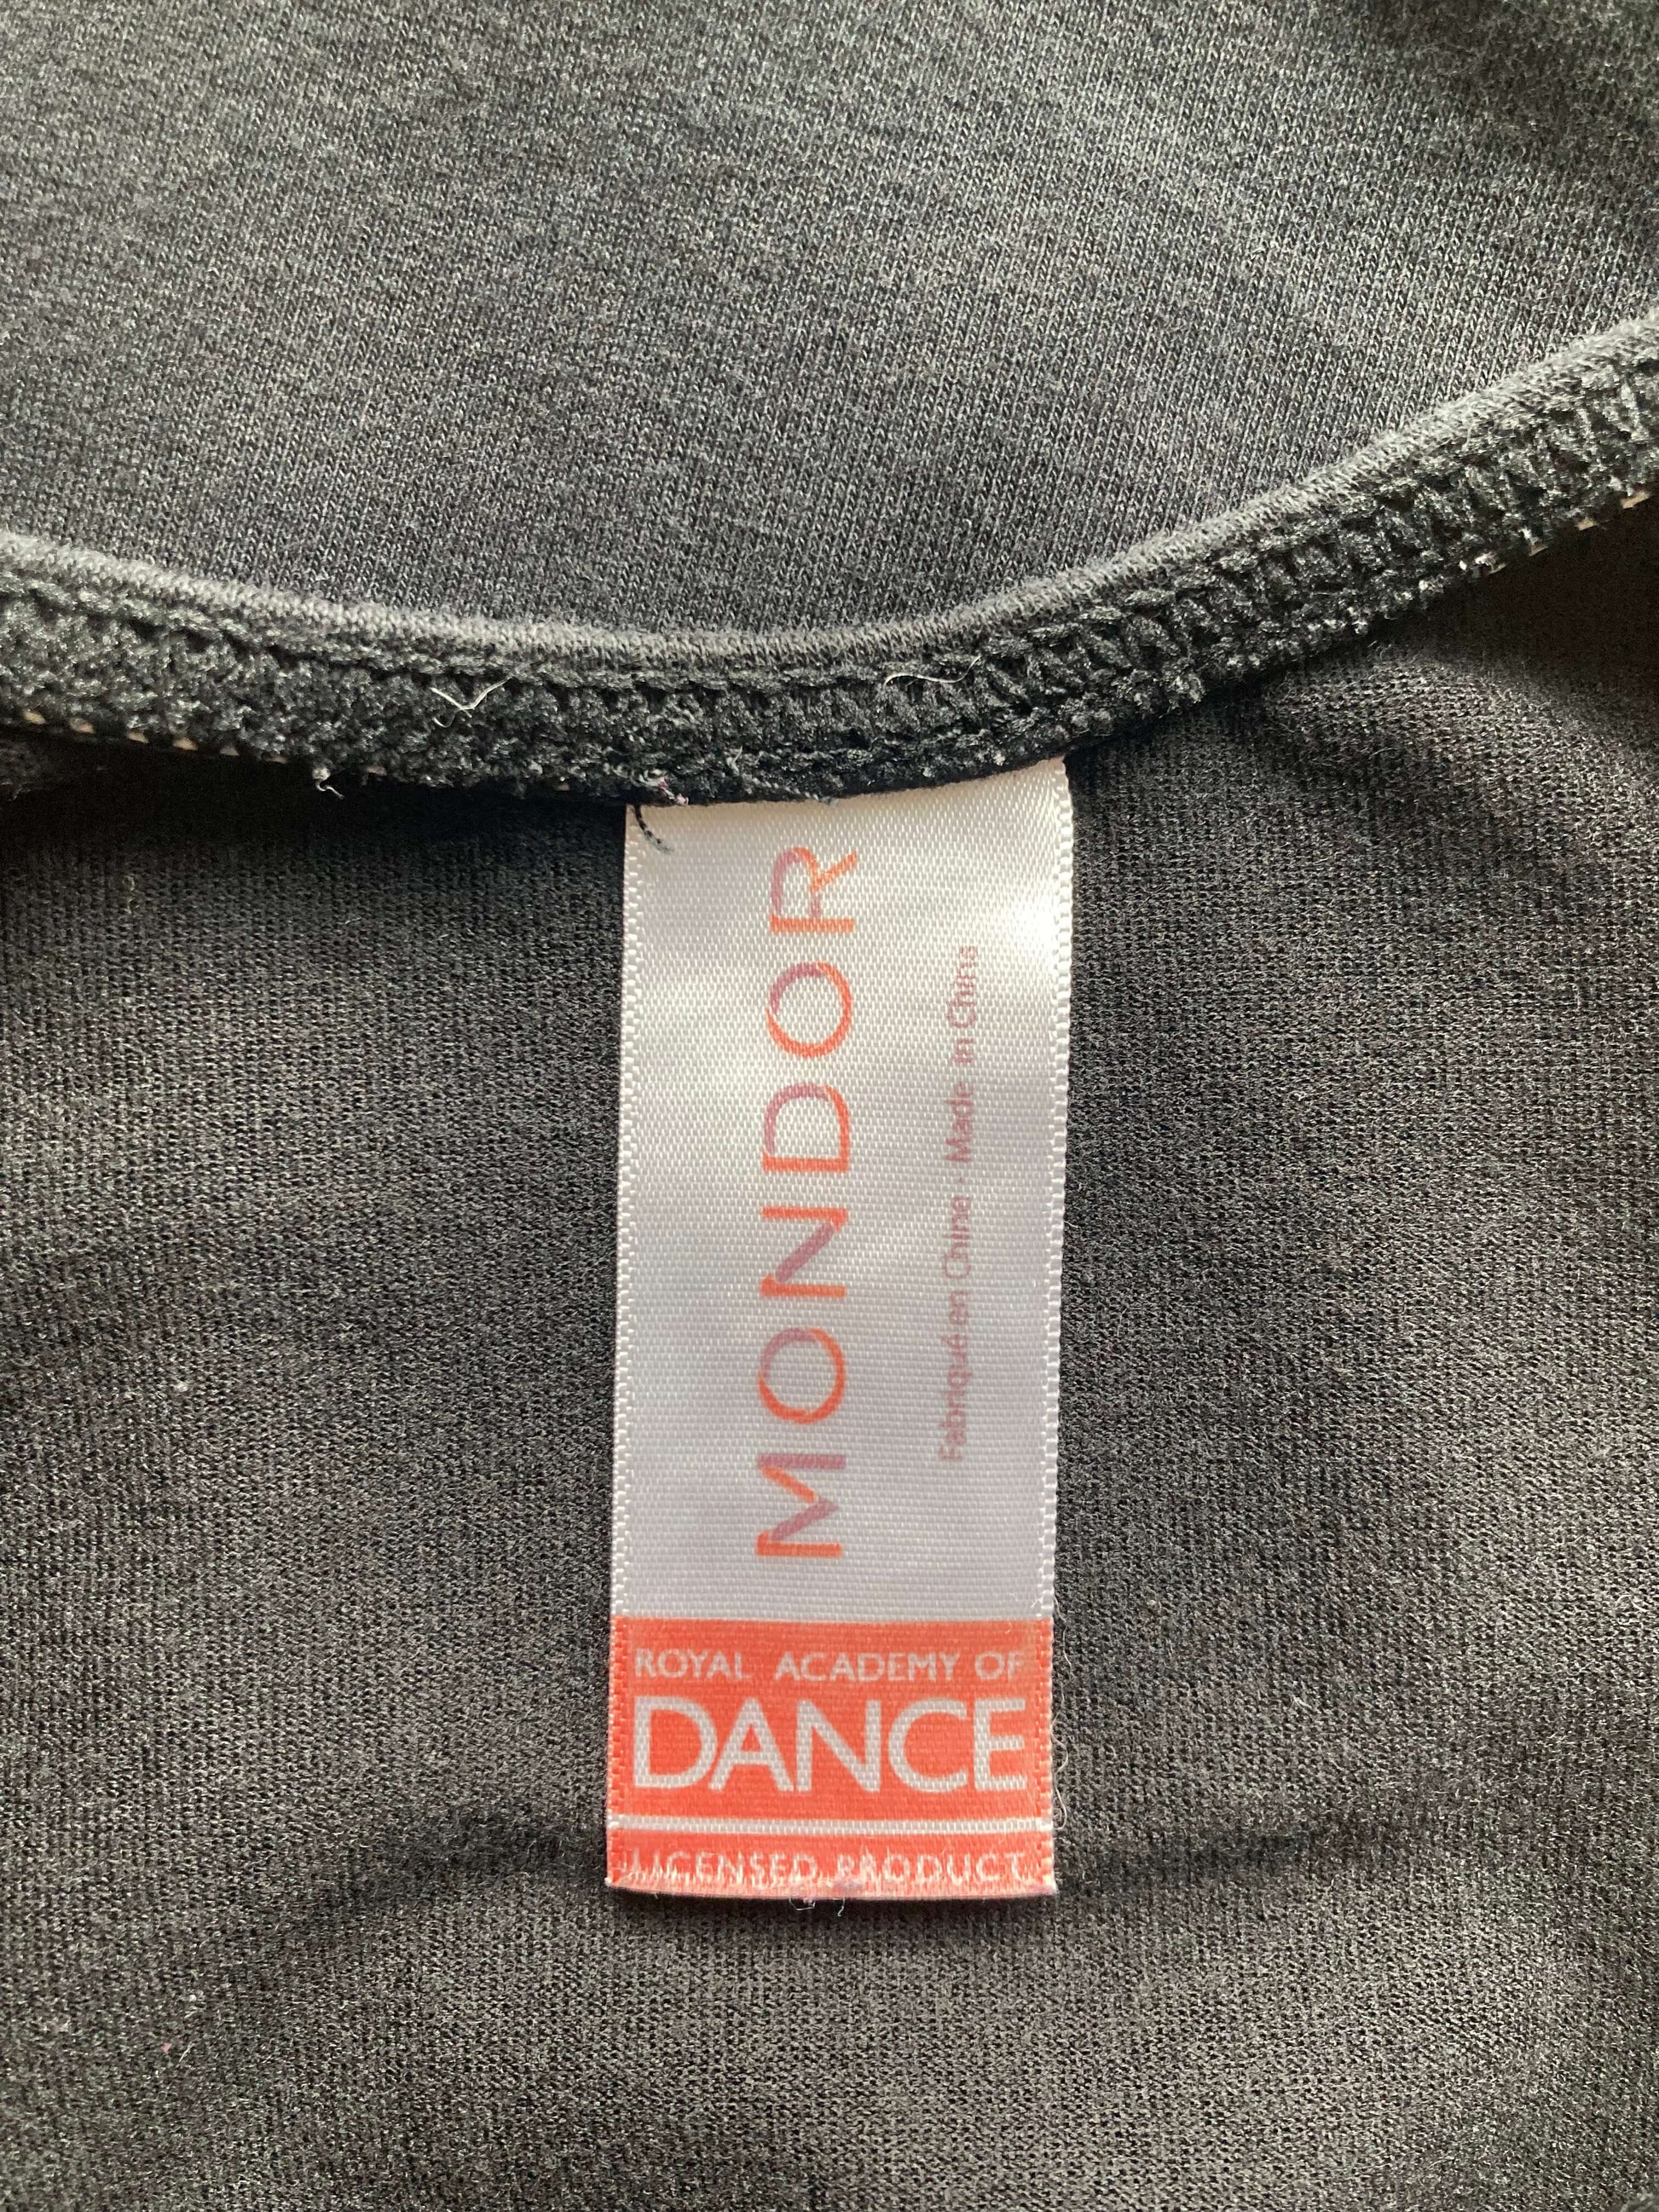 MONDOR
Fabriqué en Chine • Made in China
ROYAL ACADEMY OF
DANCE
LICENSED PRODUCT